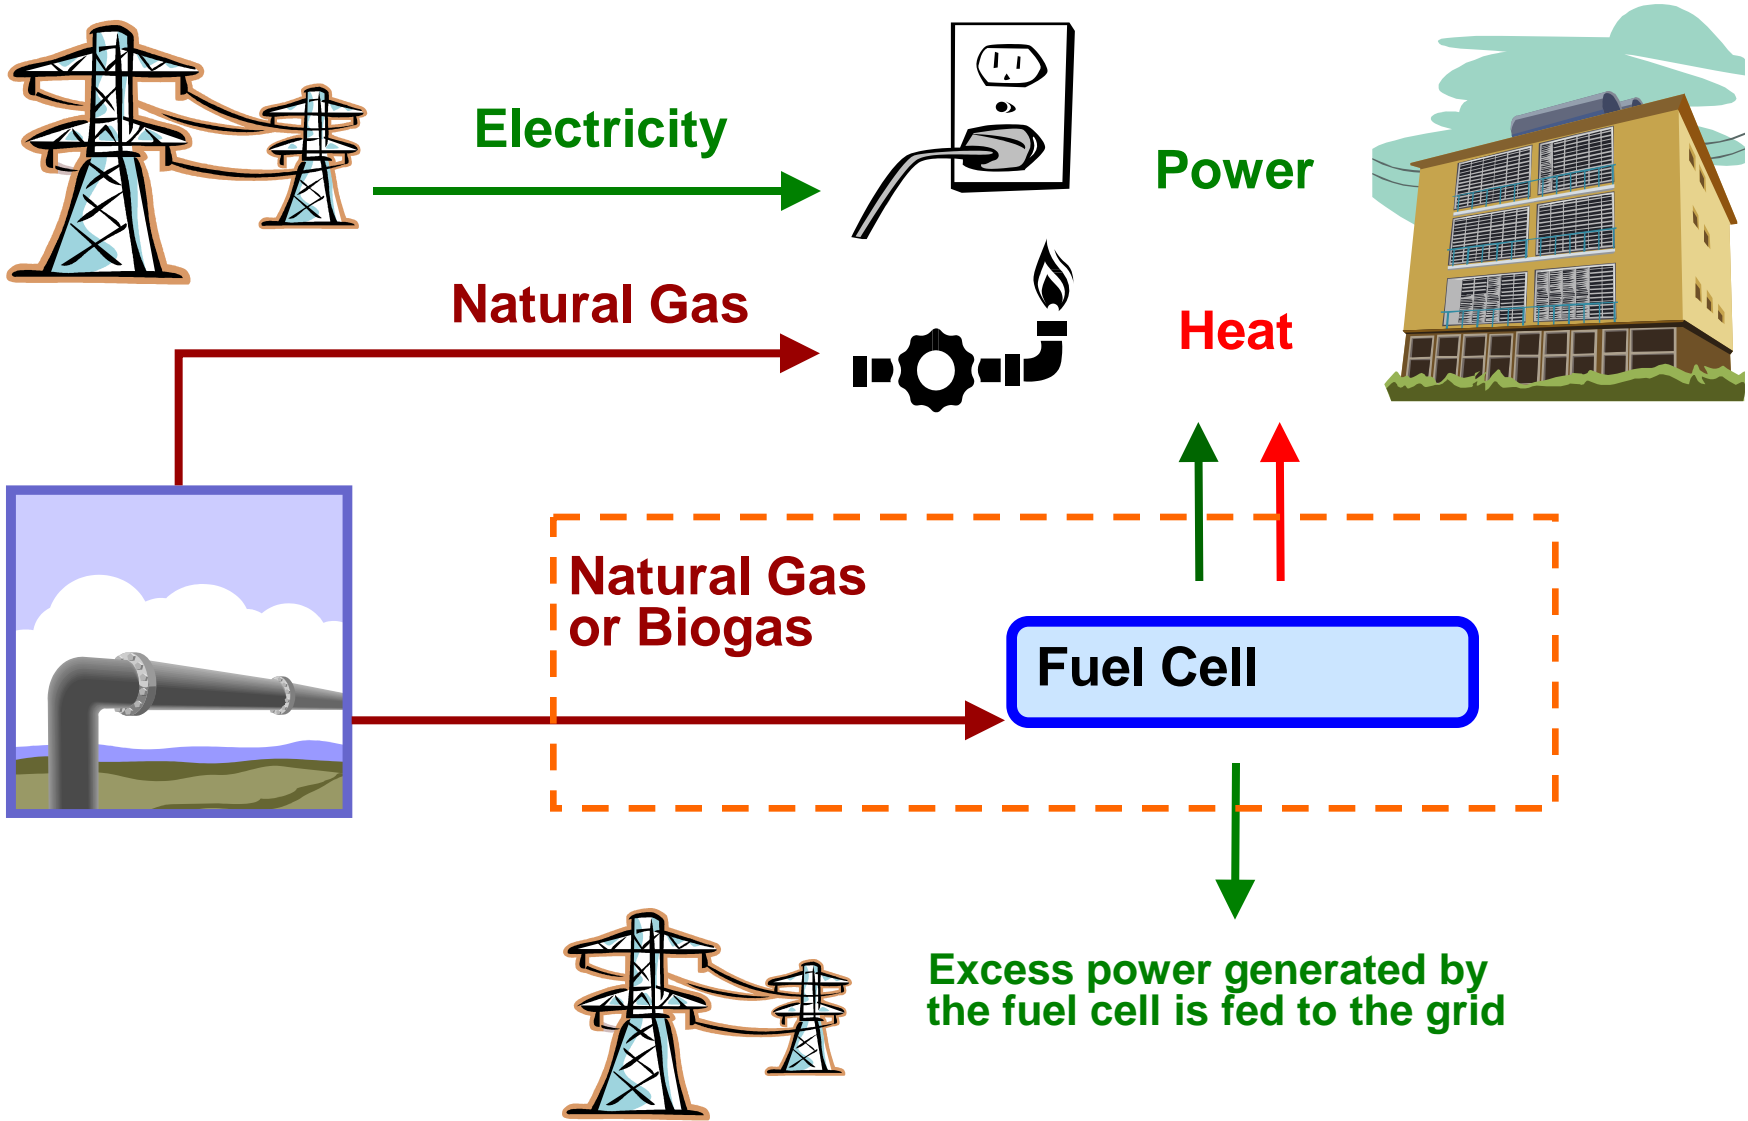 Electricity
Power
Natural Gas
Heat
Natural Gas
or Biogas
Fuel Cell
Excess power generated by
the fuel cell is fed to the grid